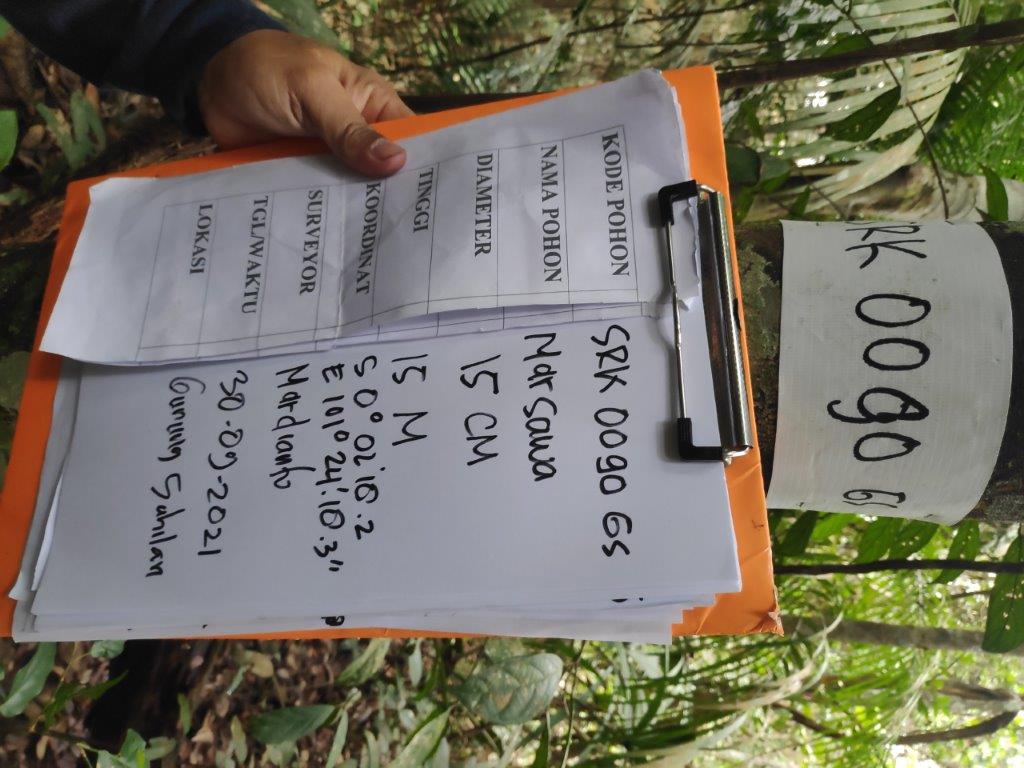 SRK 0090 GS
KODE POHON SRK 0090 GS
NAMA POHON Marsawa
DIAMETER 15 CM
TINGGI 15 M
KOORDINAT S 0° 02' 10.2
E 101° 24' 10.3"
SURVEYOR Mardianto
TGL/WAKTU 30-09-2021
LOKASI Gunung Sahilan